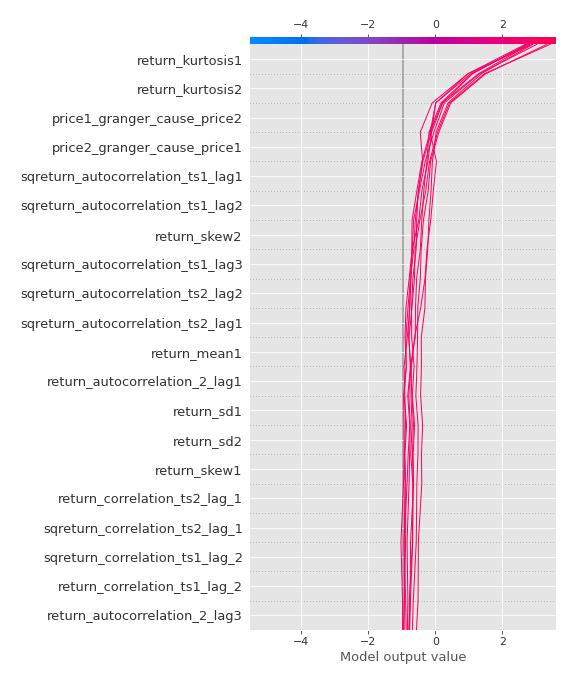 −4 −2 0 2
return_kurtosis1
return_kurtosis2
price1_granger_cause_price2
price2_granger_cause_price1
sqreturn_autocorrelation_ts1_lag1
sqreturn_autocorrelation_ts1_lag2
return_skew2
sqreturn_autocorrelation_ts1_lag3
sqreturn_autocorrelation_ts2_lag2
sqreturn_autocorrelation_ts2_lag1
return_mean1
return_autocorrelation_2_lag1
return_sd1
return_sd2
return_skew1
return_correlation_ts2_lag_1
sqreturn_correlation_ts2_lag_1
sqreturn_correlation_ts1_lag_2
return_correlation_ts1_lag_2
return_autocorrelation_2_lag3
−4 −2 0 2
Model output value